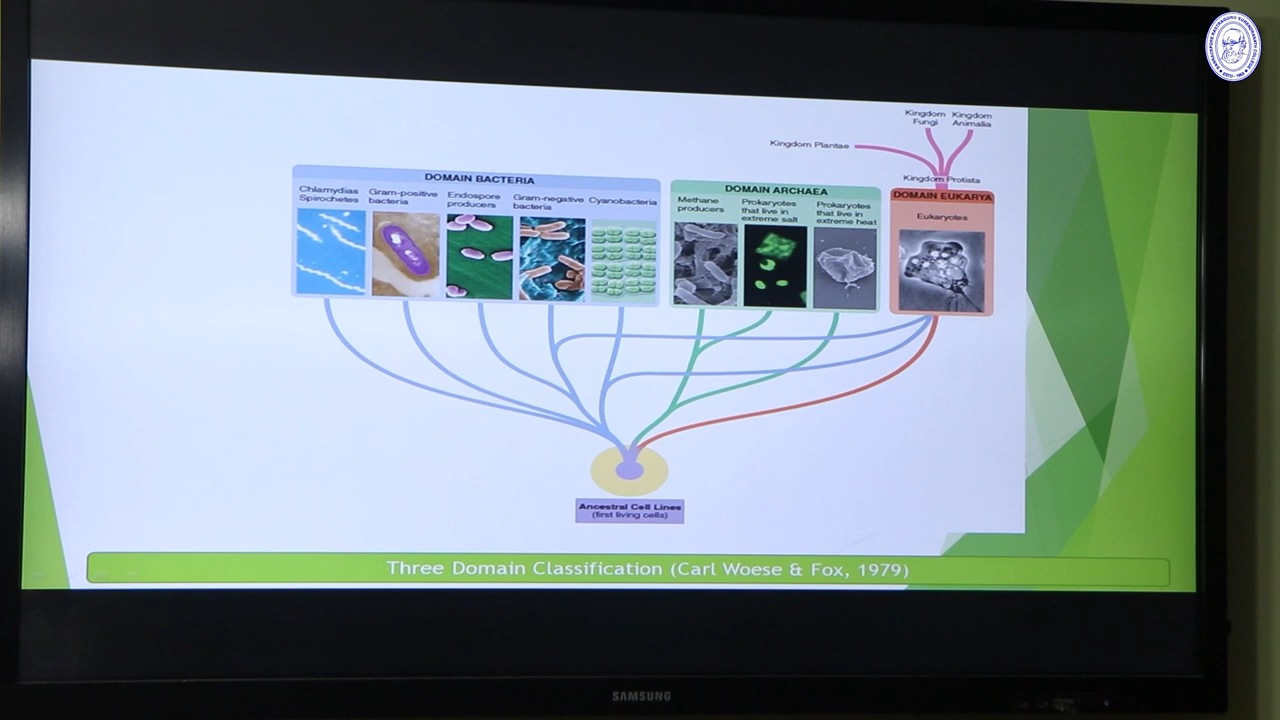 Kingdom Fungi
Kingdom Animalia
Kingdom Plantae
Kingdom Protista
DOMAIN BACTERIA
Chlamydias
Spirochetes
Gram-positive
bacteria
Endospore
producers
Gram-negative
bacteria
Cyanobacteria
DOMAIN ARCHAEA
Methane
producers
Prokaryotes
that live in
extreme salt
Prokaryotes
that live in
extreme heat
DOMAIN EUKARYA
Eukaryotes
Ancestral Cell Lines
(first living cells)
Three Domain Classification (Carl Woese & Fox, 1979)
SAMSUNG